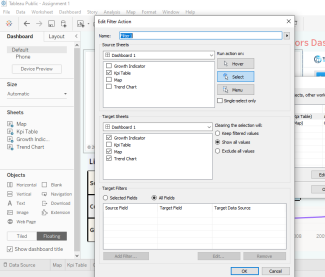 Tableau Public - Assignment 1
File Data Worksheet Dashboard Story Analysis Map Format Window Help
Dashboard Layout
Default
Phone
Device Preview
Size
Automatic
Sheets
Growth Indicator
Kpi Table
Map
Trend Chart
Objects
Horizontal Blank
Vertical Navigation
Text Download
Image Extension
Web Page
Tiled Floating
Show dashboard title
Data Source Map Kpi Table
Edit Filter Action
Name:
Source Sheets
Dashboard 1
Growth Indicator
Kpi Table
Map
Trend Chart
Run action on:
Hover
Select
Menu
Single-select only
Target Sheets
Dashboard 1
Growth Indicator
Kpi Table
Map
Trend Chart
Clearing the selection will:
Keep filtered values
Show all values
Exclude all values
Target Filters
Selected Fields All Fields
Source Field Target Field Target Data Source
Add Filter... Edit... Remove
OK Cancel
ors Das